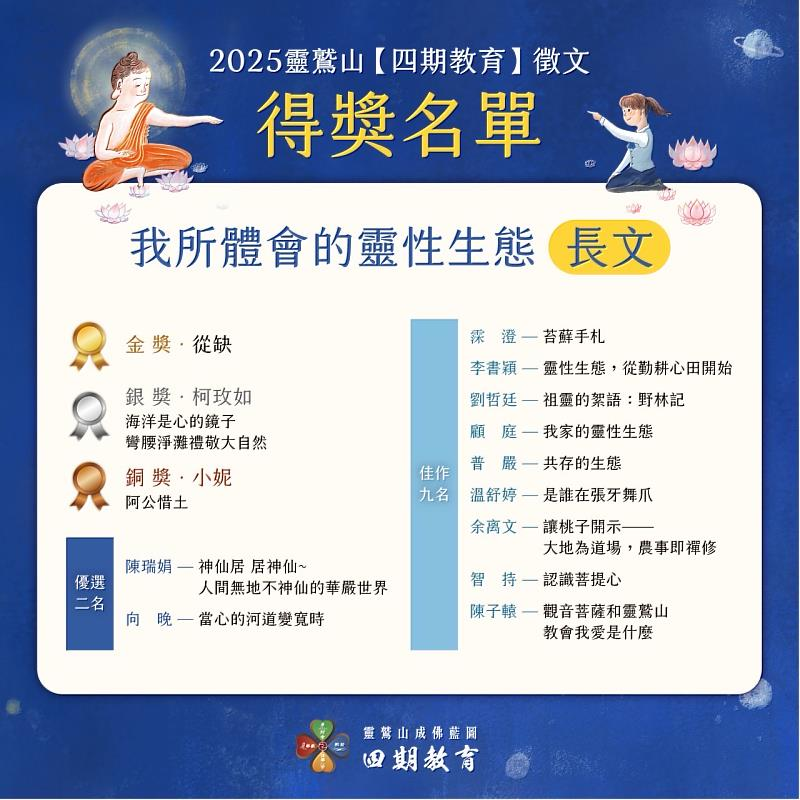 2025靈鷲山【四期教育】徵文
得獎名單
我所體會的靈性生態 長文
金獎・從缺
銀獎・柯玫如
海洋是心的鏡子
彎腰淨灘禮敬大自然
銅獎・小妮
阿公惜土
優選
二名
陳瑞娟 — 神仙居 居神仙~
人間無地不神仙的華嚴世界
向 晚 — 當心的河道變寬時
佳作
九名
霂 澄 — 苔蘚手札
李書穎 — 靈性生態，從勤耕心田開始
劉哲廷 — 祖靈的絮語：野林記
顧 庭 — 我家的靈性生態
普 嚴 — 共存的生態
溫舒婷 — 是誰在張牙舞爪
余离文 — 讓桃子開示——
大地為道場，農事即禪修
智 持 — 認識菩提心
陳子轅 — 觀音菩薩和靈鷲山
教會我愛是什麼
靈鷲山成佛藍圖
四期教育